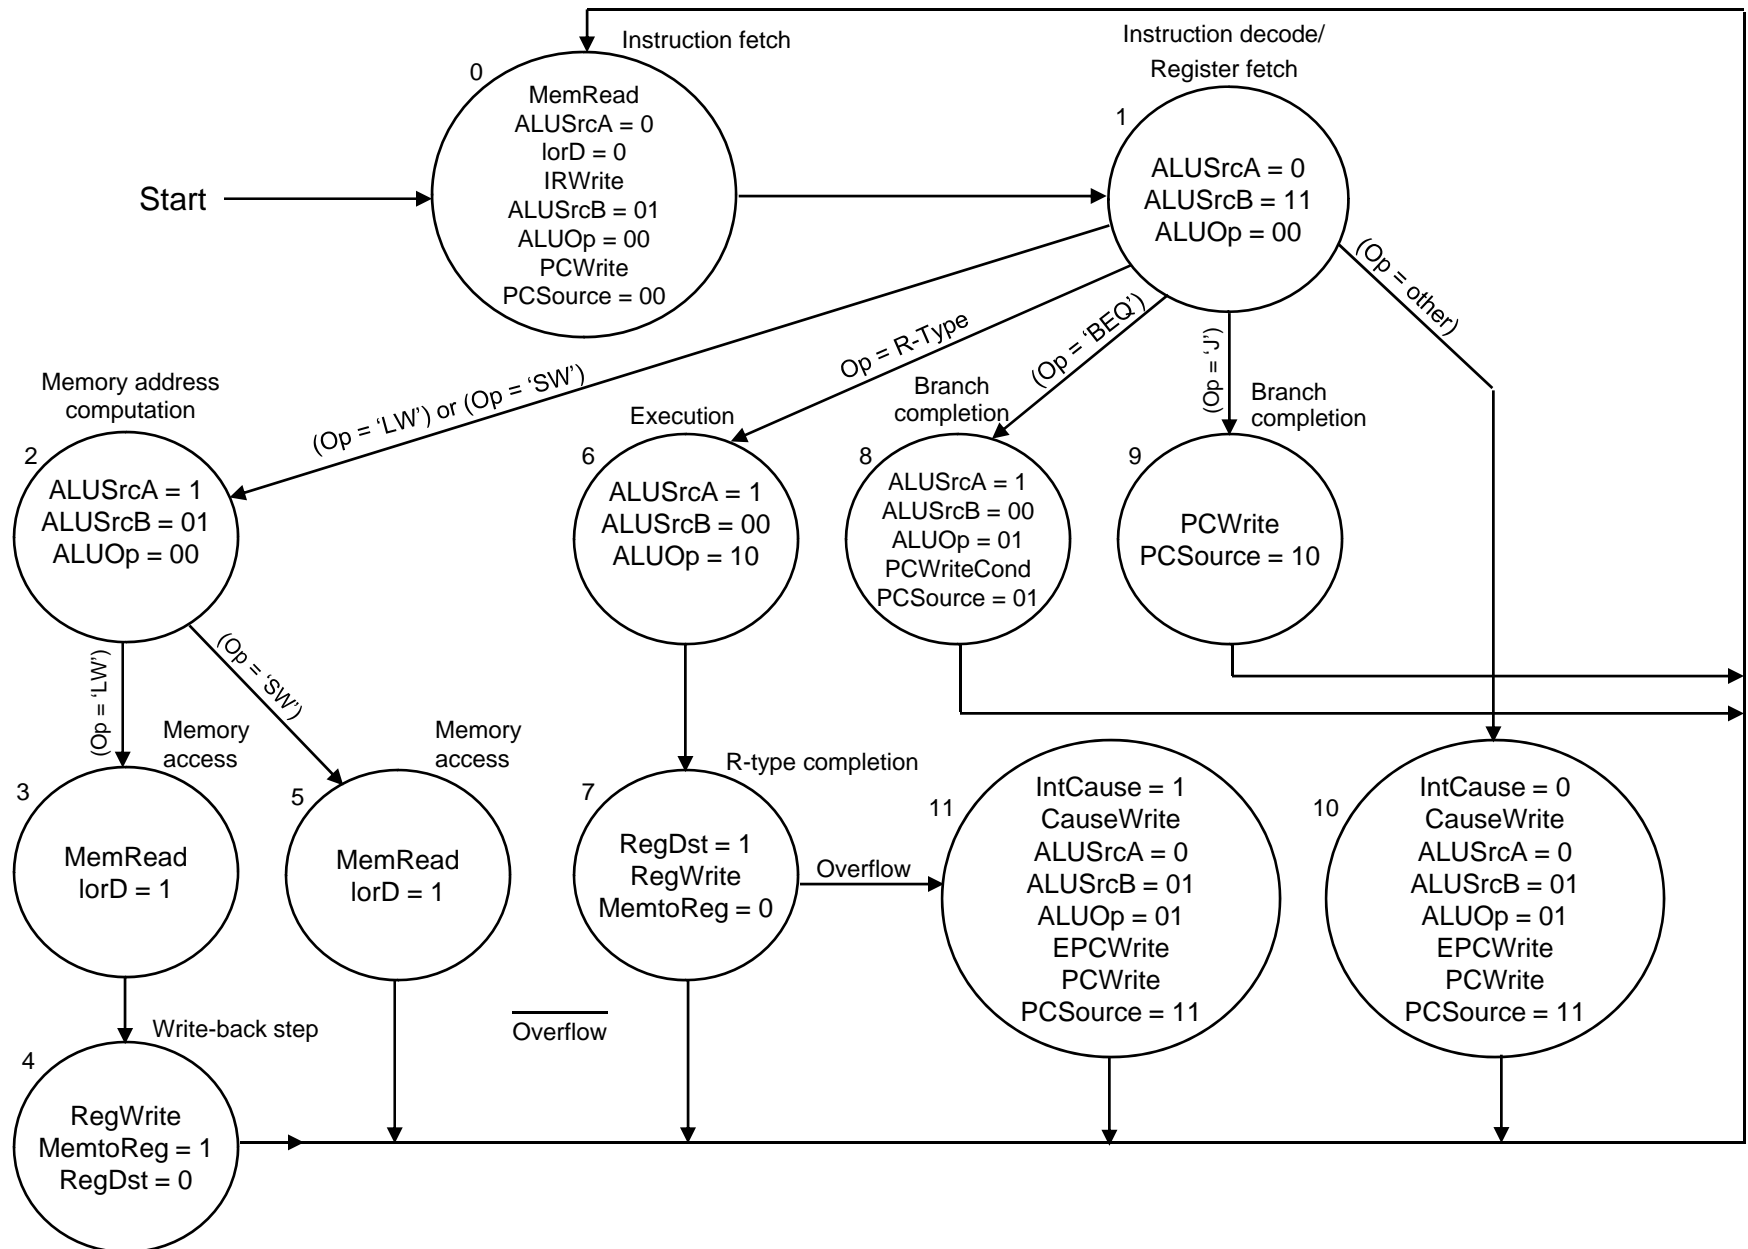 Instruction fetch
Instruction decode/
Register fetch
0
MemRead
ALUSrcA = 0
IorD = 0
IRWrite
ALUSrcB = 01
ALUOp = 00
PCWrite
PCSource = 00
1
ALUSrcA = 0
ALUSrcB = 11
ALUOp = 00
Start
(Op = 'LW') or (Op = 'SW')
Op = R-Type
(Op = 'BEQ')
(Op = 'J')
(Op = other)
Memory address
computation
2
ALUSrcA = 1
ALUSrcB = 01
ALUOp = 00
Execution
6
ALUSrcA = 1
ALUSrcB = 00
ALUOp = 10
Branch
completion
8
ALUSrcA = 1
ALUSrcB = 00
ALUOp = 01
PCWriteCond
PCSource = 01
Branch
completion
9
PCWrite
PCSource = 10
(Op = 'LW')
(Op = 'SW')
Memory
access
3
MemRead
IorD = 1
Memory
access
5
MemRead
IorD = 1
R-type completion
7
RegDst = 1
RegWrite
MemtoReg = 0
Overflow
Overflow
11
IntCause = 1
CauseWrite
ALUSrcA = 0
ALUSrcB = 01
ALUOp = 01
EPCWrite
PCWrite
PCSource = 11
10
IntCause = 0
CauseWrite
ALUSrcA = 0
ALUSrcB = 01
ALUOp = 01
EPCWrite
PCWrite
PCSource = 11
Write-back step
4
RegWrite
MemtoReg = 1
RegDst = 0